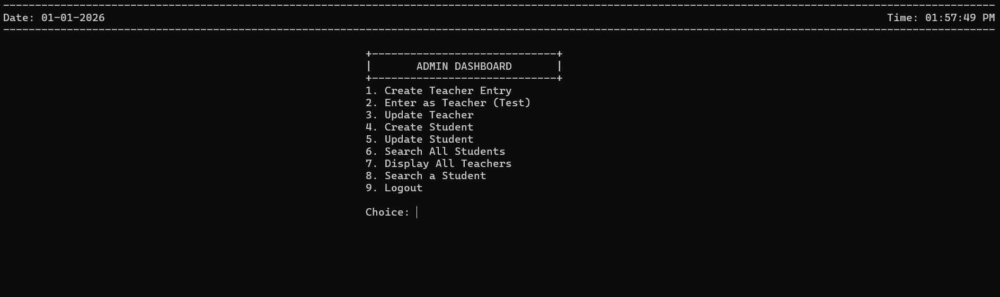 ------------------------------------------------------------------------------------------------------------------------------------------------------------
Date: 01-01-2026 Time: 01:57:49 PM
------------------------------------------------------------------------------------------------------------------------------------------------------------
+-----------------------------+
| ADMIN DASHBOARD |
+-----------------------------+
1. Create Teacher Entry
2. Enter as Teacher (Test)
3. Update Teacher
4. Create Student
5. Update Student
6. Search All Students
7. Display All Teachers
8. Search a Student
9. Logout
Choice: